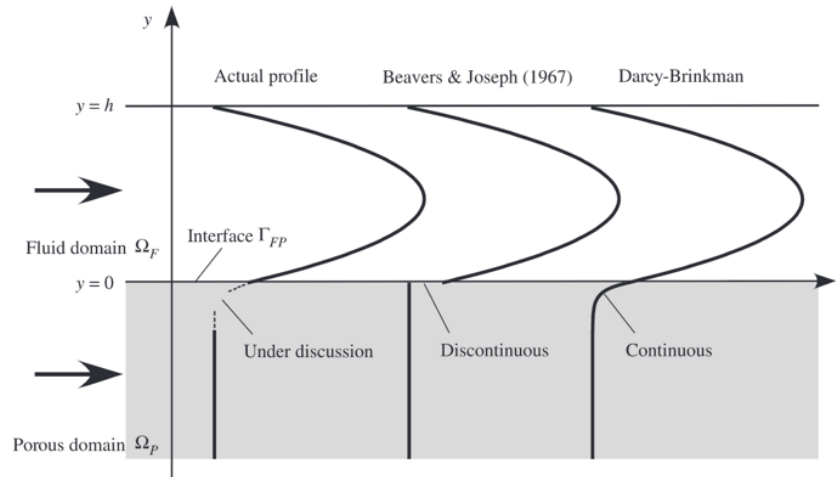 y
Actual profile
Beavers & Joseph (1967)
Darcy-Brinkman
y = h
Fluid domain Ω_F
Interface Γ_FP
y = 0
Under discussion
Discontinuous
Continuous
Porous domain Ω_P